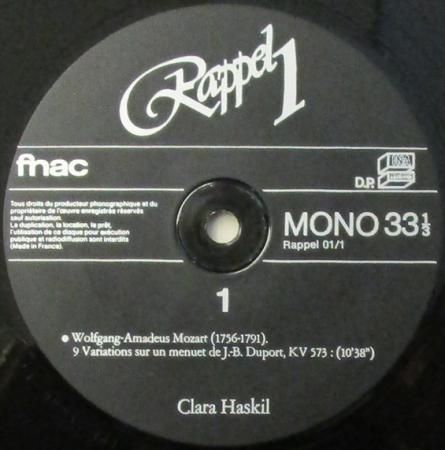 Rappel 1
fnac
D.P.
Tous droits du producteur phonographique et du
propriétaire de l'œuvre enregistrée réservés
sauf autorisation.
La duplication, la location, le prêt,
l'utilisation de ce disque pour exécution
publique et radiodiffusion sont interdits
(Made in France).
MONO 33 1/3
Rappel 01/1
1
● Wolfgang-Amadeus Mozart (1756-1791).
9 Variations sur un menuet de J.-B. Duport, KV 573 : (10'38")
Clara Haskil